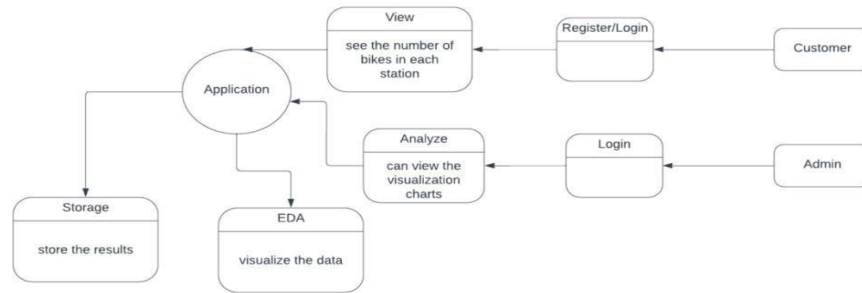 View
see the number of
bikes in each
station
Register/Login
Customer
Application
Analyze
can view the
visualization
charts
Login
Admin
Storage
store the results
EDA
visualize the data